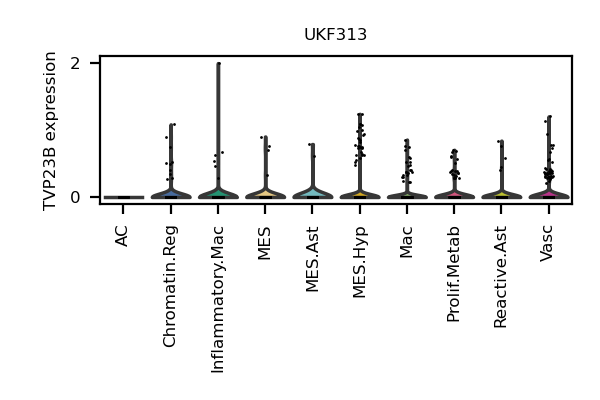 UKF313
TVP23B expression
2
0
AC
Chromatin.Reg
Inflammatory.Mac
MES
MES.Ast
MES.Hyp
Mac
Prolif.Metab
Reactive.Ast
Vasc